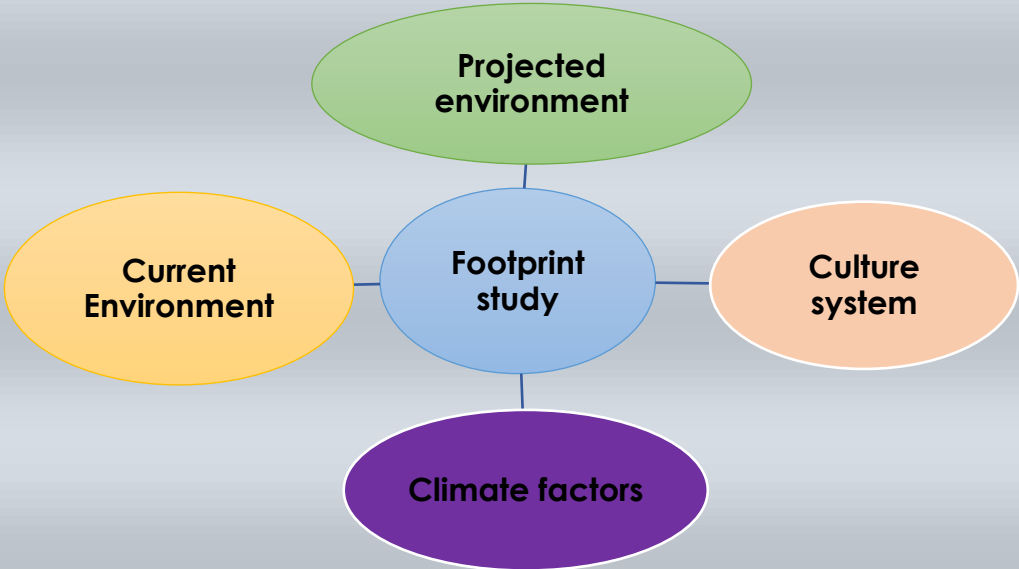 Projected
environment
Current
Environment
Footprint
study
Culture
system
Climate factors